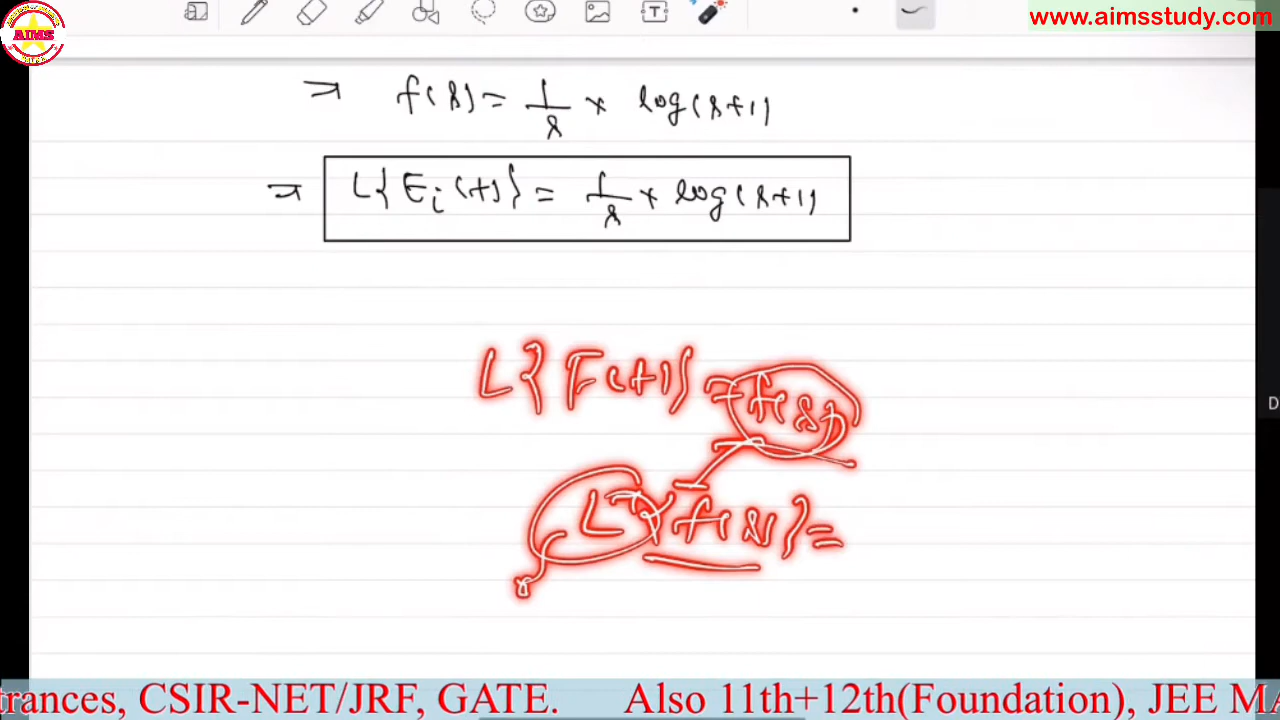 AIMS
www.aimsstudy.com
⇒ f(s) = 1/s × log(s+1)
⇒ L{Ei(t)} = 1/s × log(s+1)
L{F(t)} = f(s)
L⁻¹{f(s)} =
D
trances, CSIR-NET/JRF, GATE. Also 11th+12th(Foundation), JEE MA